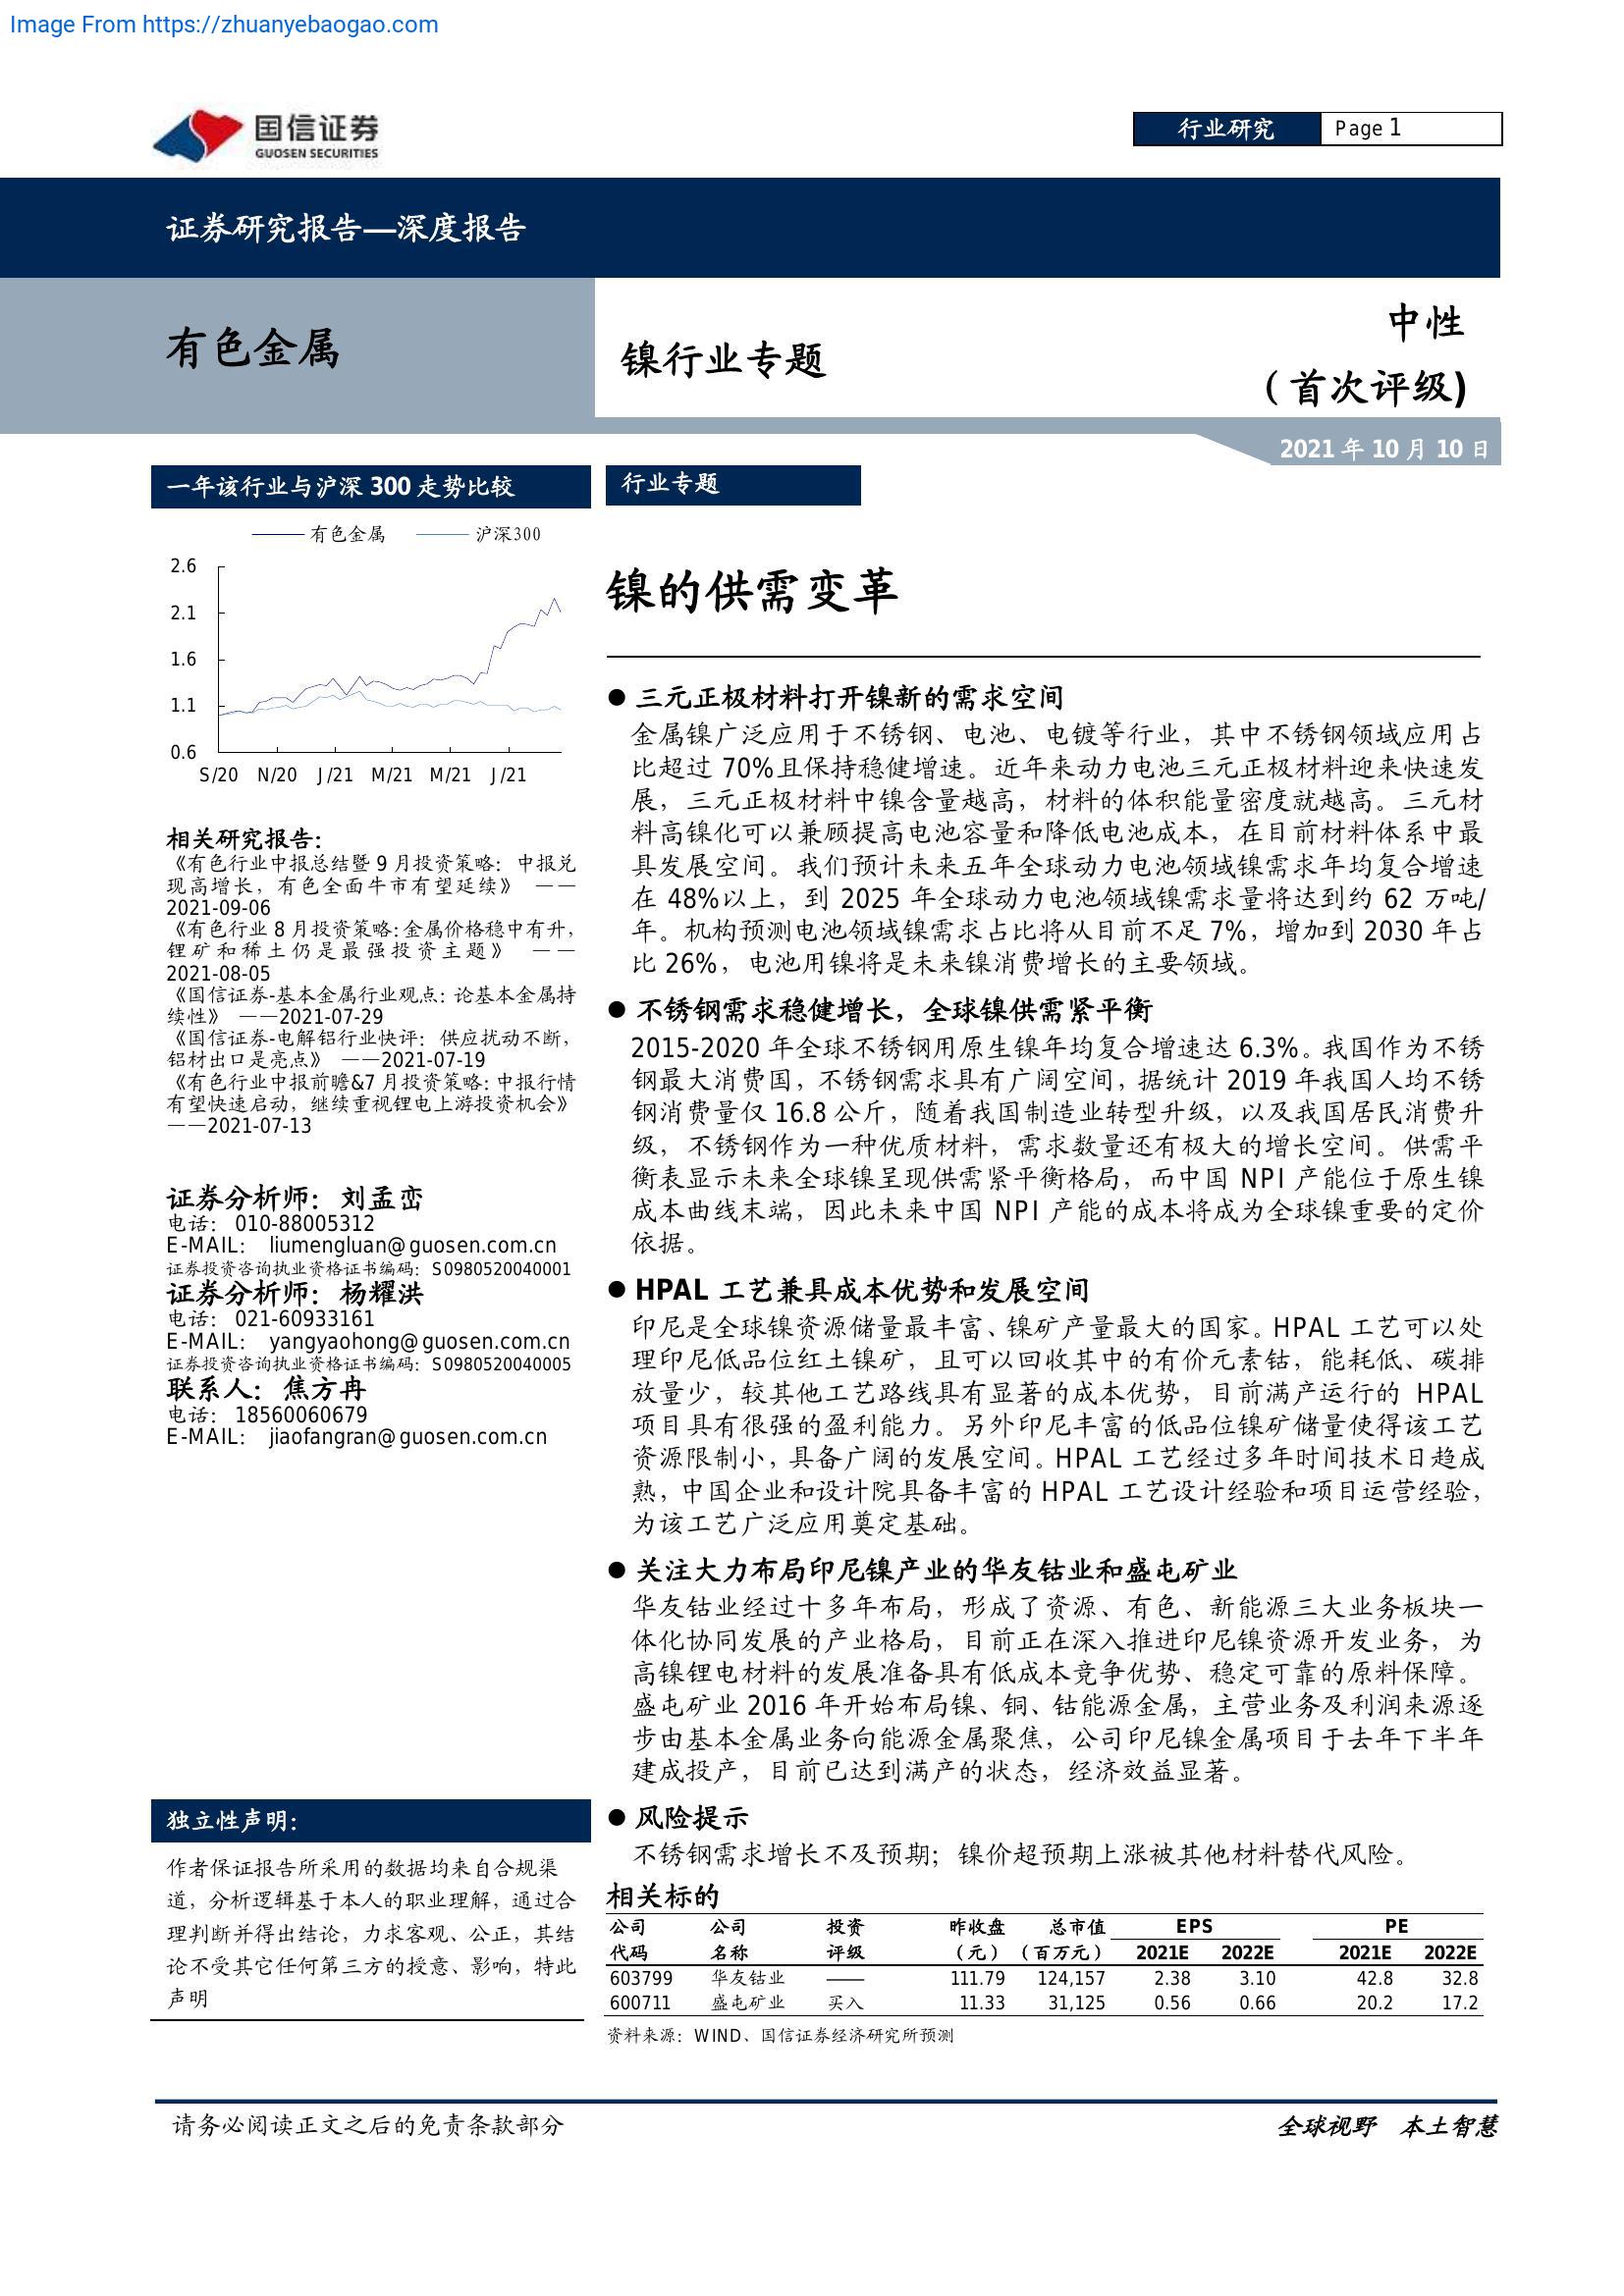 Image From https://zhuanyebaogao.com
国信证券
GUOSEN SECURITIES
行业研究 Page 1
证券研究报告—深度报告
有色金属
镍行业专题
中性
(首次评级)
2021 年 10 月 10 日
一年该行业与沪深 300 走势比较
有色金属 沪深300
2.6
2.1
1.6
1.1
0.6
S/20 N/20 J/21 M/21 M/21 J/21
相关研究报告：
《有色行业中报总结暨 9 月投资策略：中报兑
现高增长，有色全面牛市有望延续》 ——
2021-09-06
《有色行业 8 月投资策略:金属价格稳中有升，
锂矿和稀土仍是最强投资主题》 ——
2021-08-05
《国信证券-基本金属行业观点：论基本金属持
续性》 ——2021-07-29
《国信证券-电解铝行业快评：供应扰动不断，
铝材出口是亮点》 ——2021-07-19
《有色行业中报前瞻&7 月投资策略：中报行情
有望快速启动，继续重视锂电上游投资机会》
——2021-07-13
证券分析师：刘孟峦
电话： 010-88005312
E-MAIL： liumengluan@guosen.com.cn
证券投资咨询执业资格证书编码：S0980520040001
证券分析师：杨耀洪
电话： 021-60933161
E-MAIL： yangyaohong@guosen.com.cn
证券投资咨询执业资格证书编码：S0980520040005
联系人：焦方冉
电话： 18560060679
E-MAIL： jiaofangran@guosen.com.cn
独立性声明：
作者保证报告所采用的数据均来自合规渠
道，分析逻辑基于本人的职业理解，通过合
理判断并得出结论，力求客观、公正，其结
论不受其它任何第三方的授意、影响，特此
声明
行业专题
镍的供需变革
● 三元正极材料打开镍新的需求空间
金属镍广泛应用于不锈钢、电池、电镀等行业，其中不锈钢领域应用占
比超过 70%且保持稳健增速。近年来动力电池三元正极材料迎来快速发
展，三元正极材料中镍含量越高，材料的体积能量密度就越高。三元材
料高镍化可以兼顾提高电池容量和降低电池成本，在目前材料体系中最
具发展空间。我们预计未来五年全球动力电池领域镍需求年均复合增速
在 48%以上，到 2025 年全球动力电池领域镍需求量将达到约 62 万吨/
年。机构预测电池领域镍需求占比将从目前不足 7%，增加到 2030 年占
比 26%，电池用镍将是未来镍消费增长的主要领域。
● 不锈钢需求稳健增长，全球镍供需紧平衡
2015-2020 年全球不锈钢用原生镍年均复合增速达 6.3%。我国作为不锈
钢最大消费国，不锈钢需求具有广阔空间，据统计 2019 年我国人均不锈
钢消费量仅 16.8 公斤，随着我国制造业转型升级，以及我国居民消费升
级，不锈钢作为一种优质材料，需求数量还有极大的增长空间。供需平
衡表显示未来全球镍呈现供需紧平衡格局，而中国 NPI 产能位于原生镍
成本曲线末端，因此未来中国 NPI 产能的成本将成为全球镍重要的定价
依据。
● HPAL 工艺兼具成本优势和发展空间
印尼是全球镍资源储量最丰富、镍矿产量最大的国家。HPAL 工艺可以处
理印尼低品位红土镍矿，且可以回收其中的有价元素钴，能耗低、碳排
放量少，较其他工艺路线具有显著的成本优势，目前满产运行的 HPAL
项目具有很强的盈利能力。另外印尼丰富的低品位镍矿储量使得该工艺
资源限制小，具备广阔的发展空间。HPAL 工艺经过多年时间技术日趋成
熟，中国企业和设计院具备丰富的 HPAL 工艺设计经验和项目运营经验，
为该工艺广泛应用奠定基础。
● 关注大力布局印尼镍产业的华友钴业和盛屯矿业
华友钴业经过十多年布局，形成了资源、有色、新能源三大业务板块一
体化协同发展的产业格局，目前正在深入推进印尼镍资源开发业务，为
高镍锂电材料的发展准备具有低成本竞争优势、稳定可靠的原料保障。
盛屯矿业 2016 年开始布局镍、铜、钴能源金属，主营业务及利润来源逐
步由基本金属业务向能源金属聚焦，公司印尼镍金属项目于去年下半年
建成投产，目前已达到满产的状态，经济效益显著。
● 风险提示
不锈钢需求增长不及预期；镍价超预期上涨被其他材料替代风险。
相关标的
公司 公司 投资 昨收盘 总市值 EPS PE
代码 名称 评级 （元） （百万元） 2021E 2022E 2021E 2022E
603799 华友钴业 —— 111.79 124,157 2.38 3.10 42.8 32.8
600711 盛屯矿业 买入 11.33 31,125 0.56 0.66 20.2 17.2
资料来源：WIND、国信证券经济研究所预测
请务必阅读正文之后的免责条款部分
全球视野 本土智慧